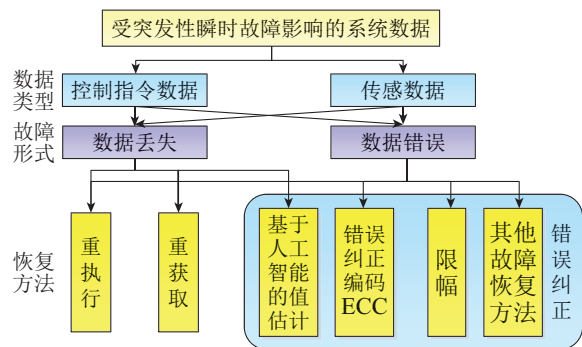 受突发性瞬时故障影响的系统数据
数据
类型
控制指令数据
传感数据
故障
形式
数据丢失
数据错误
恢复
方法
重
执
行
重
获
取
基于
人工
智能
的值
估计
错误
纠正
编码
ECC
限
幅
其他
故障
恢复
方法
错
误
纠
正